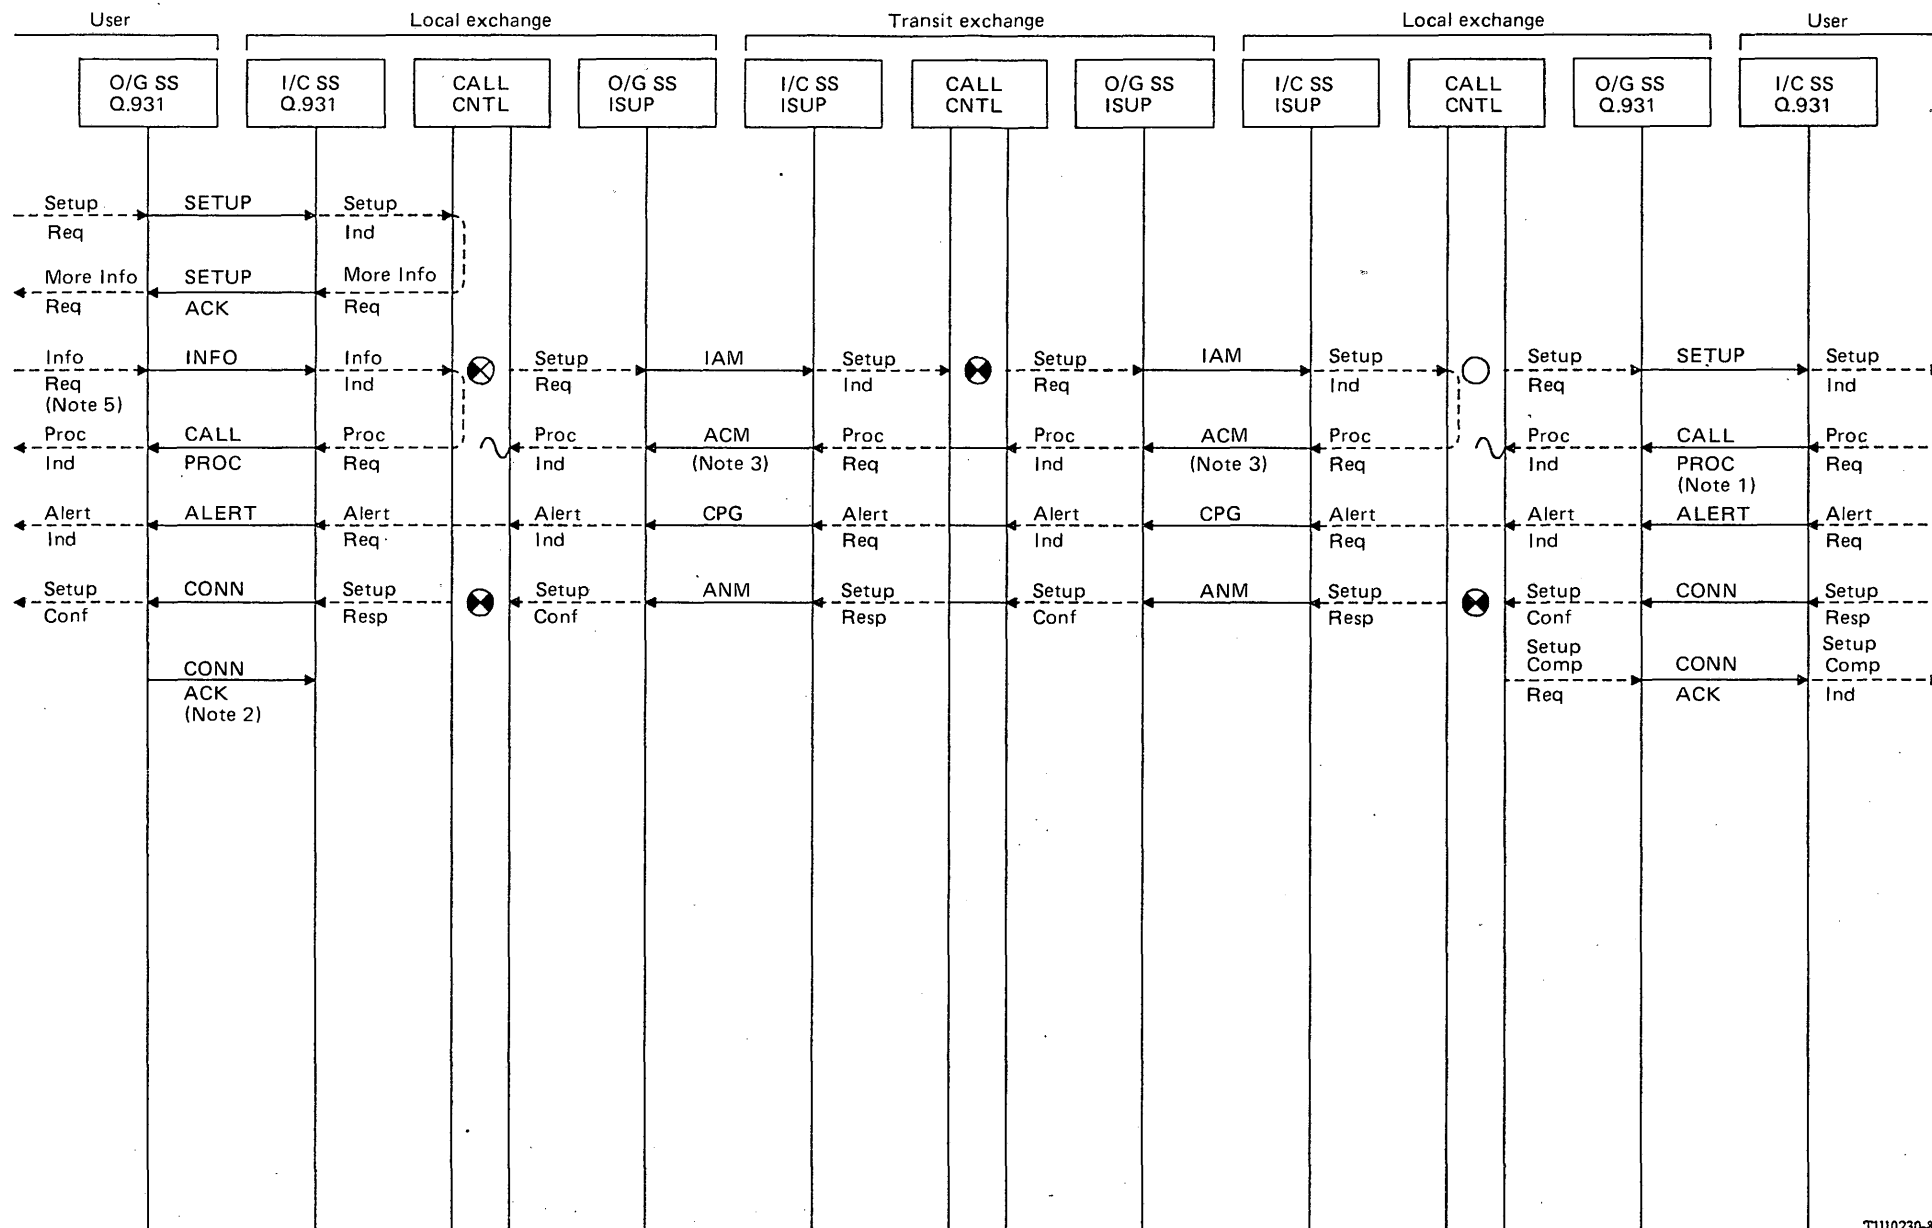 User Local exchange Transit exchange Local exchange User
O/G SS I/C SS CALL O/G SS I/C SS CALL O/G SS I/C SS CALL O/G SS I/C SS
Q.931 Q.931 CNTL ISUP ISUP CNTL ISUP ISUP CNTL Q.931 Q.931
Setup SETUP Setup
Req Ind
More Info SETUP More Info
Req ACK Req
Info INFO Info Setup IAM Setup Setup IAM Setup Setup SETUP Setup
Req Ind Req Ind Req Ind Req Ind
(Note 5)
Proc CALL Proc Proc ACM Proc Proc ACM Proc Proc CALL Proc
Ind PROC Req Ind (Note 3) Req Ind (Note 3) Req Ind PROC Req
(Note 1)
Alert ALERT Alert Alert CPG Alert Alert CPG Alert Alert ALERT Alert
Ind Req Ind Req Ind Req Ind Req
Setup CONN Setup Setup ANM Setup Setup ANM Setup Setup CONN Setup
Conf Resp Conf Resp Conf Resp Conf Resp
Setup Setup
CONN Comp CONN Comp
ACK Req ACK Ind
(Note 2)